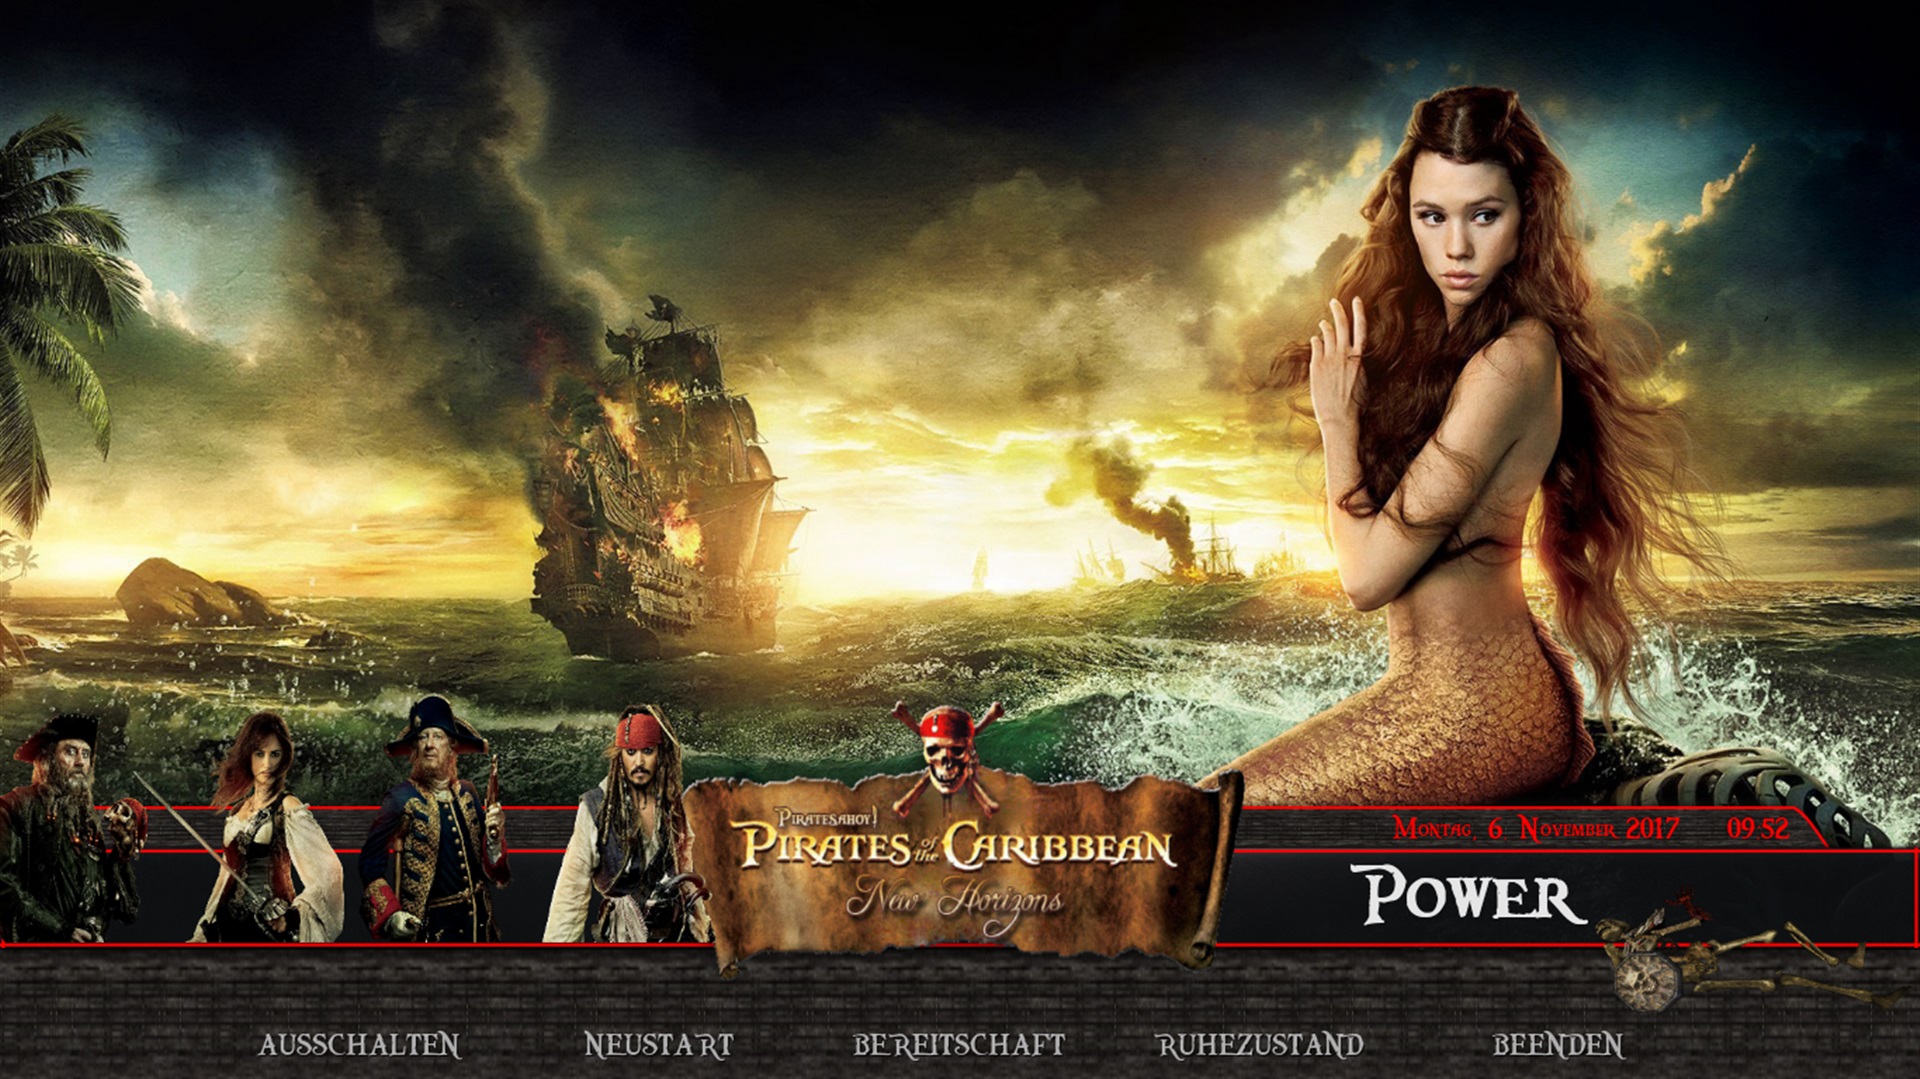 Montag, 6 November 2017 09:52
PiratesAhoy!
Pirates of the Caribbean
New Horizons
Power
AUSSCHALTEN NEUSTART BEREITSCHAFT RUHEZUSTAND BEENDEN